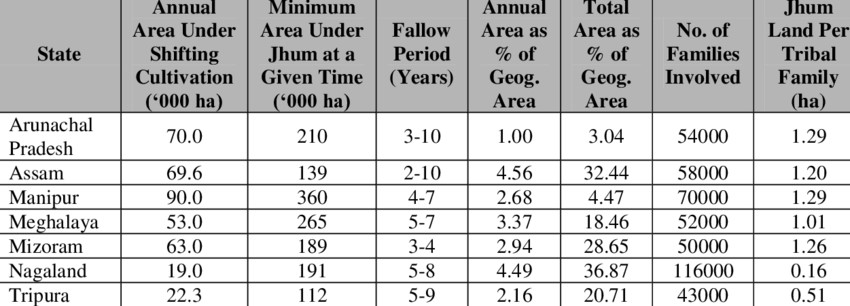 State | Annual Area Under Shifting Cultivation (‘000 ha) | Minimum Area Under Jhum at a Given Time (‘000 ha) | Fallow Period (Years) | Annual Area as % of Geog. Area | Total Area as % of Geog. Area | No. of Families Involved | Jhum Land Per Tribal Family (ha)
Arunachal Pradesh | 70.0 | 210 | 3-10 | 1.00 | 3.04 | 54000 | 1.29
Assam | 69.6 | 139 | 2-10 | 4.56 | 32.44 | 58000 | 1.20
Manipur | 90.0 | 360 | 4-7 | 2.68 | 4.47 | 70000 | 1.29
Meghalaya | 53.0 | 265 | 5-7 | 3.37 | 18.46 | 52000 | 1.01
Mizoram | 63.0 | 189 | 3-4 | 2.94 | 28.65 | 50000 | 1.26
Nagaland | 19.0 | 191 | 5-8 | 4.49 | 36.87 | 116000 | 0.16
Tripura | 22.3 | 112 | 5-9 | 2.16 | 20.71 | 43000 | 0.51